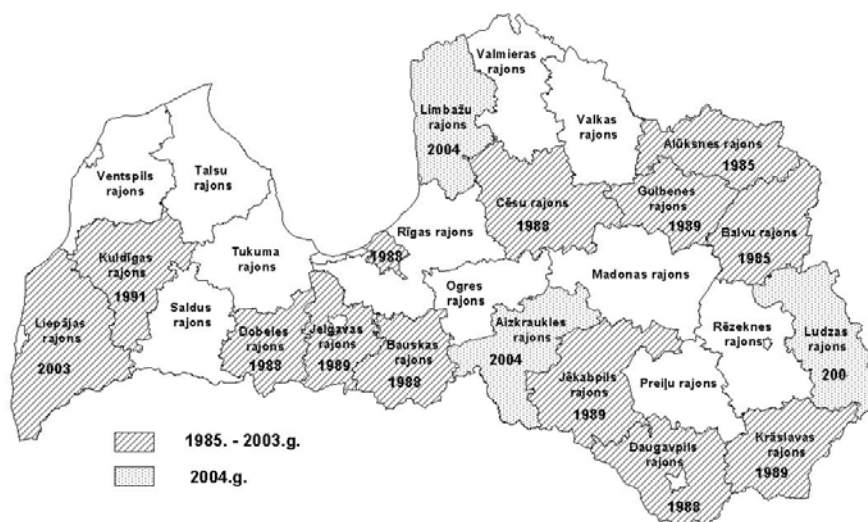 Valmieras
rajons
Limbažu
rajons
2004
Valkas
rajons
Alūksnes rajons
1985
Ventspils
rajons
Talsu
rajons
Cēsu rajons
1988
Gulbenes
rajons
1989
Balvu rajons
1985
Kuldīgas
rajons
1991
Tukuma
rajons
Rīgas rajons
1988
Ogres
rajons
Madonas rajons
Liepājas
rajons
2003
Saldus
rajons
Dobeles
rajons
1988
Jelgavas
rajons
1989
Bauskas
rajons
1988
Aizkraukles
rajons
2004
Rēzeknes
rajons
Ludzas
rajons
200
Jēkabpils
rajons
1989
Preiļu rajons
Daugavpils
rajons
1988
Krāslavas
rajons
1989
1985. - 2003.g.
2004.g.